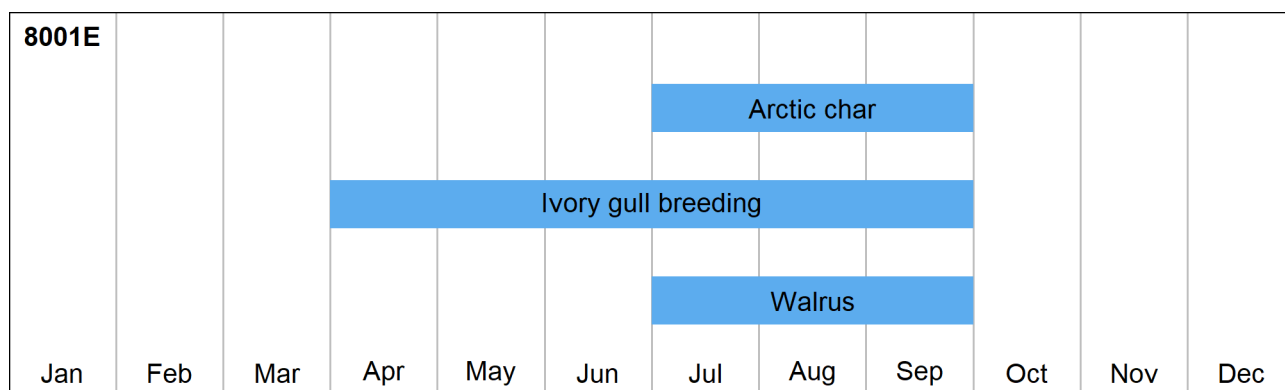 8001E
Arctic char
Ivory gull breeding
Walrus
Jan Feb Mar Apr May Jun Jul Aug Sep Oct Nov Dec